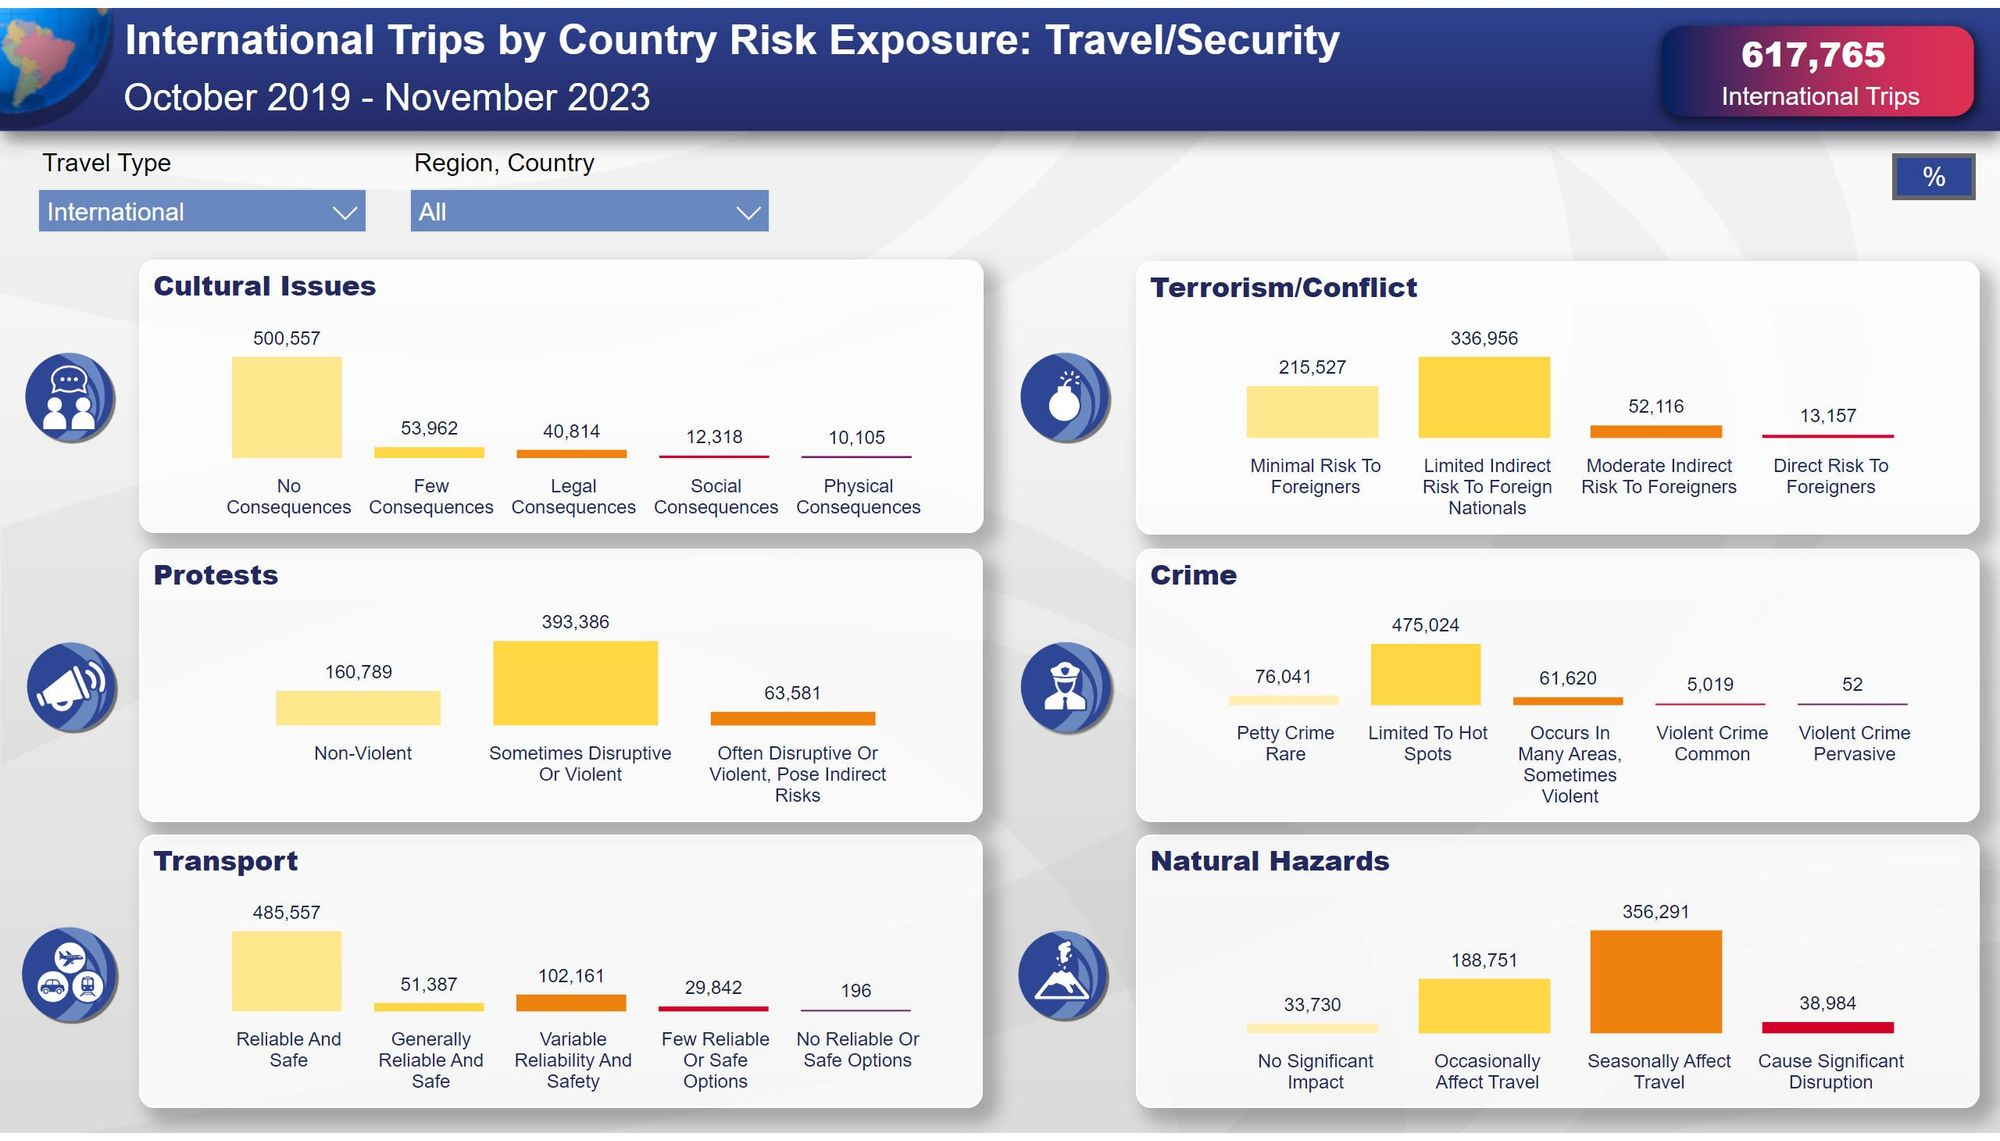 International Trips by Country Risk Exposure: Travel/Security
October 2019 - November 2023
617,765
International Trips
Travel Type
Region, Country
International
All
%
Cultural Issues
500,557
53,962
40,814
12,318
10,105
No
Consequences
Few
Consequences
Legal
Consequences
Social
Consequences
Physical
Consequences
Terrorism/Conflict
215,527
336,956
52,116
13,157
Minimal Risk To
Foreigners
Limited Indirect
Risk To Foreign
Nationals
Moderate Indirect
Risk To Foreigners
Direct Risk To
Foreigners
Protests
160,789
393,386
63,581
Non-Violent
Sometimes Disruptive
Or Violent
Often Disruptive Or
Violent, Pose Indirect
Risks
Crime
76,041
475,024
61,620
5,019
52
Petty Crime
Rare
Limited To Hot
Spots
Occurs In
Many Areas,
Sometimes
Violent
Violent Crime
Common
Violent Crime
Pervasive
Transport
485,557
51,387
102,161
29,842
196
Reliable And
Safe
Generally
Reliable And
Safe
Variable
Reliability And
Safety
Few Reliable
Or Safe
Options
No Reliable Or
Safe Options
Natural Hazards
33,730
188,751
356,291
38,984
No Significant
Impact
Occasionally
Affect Travel
Seasonally Affect
Travel
Cause Significant
Disruption